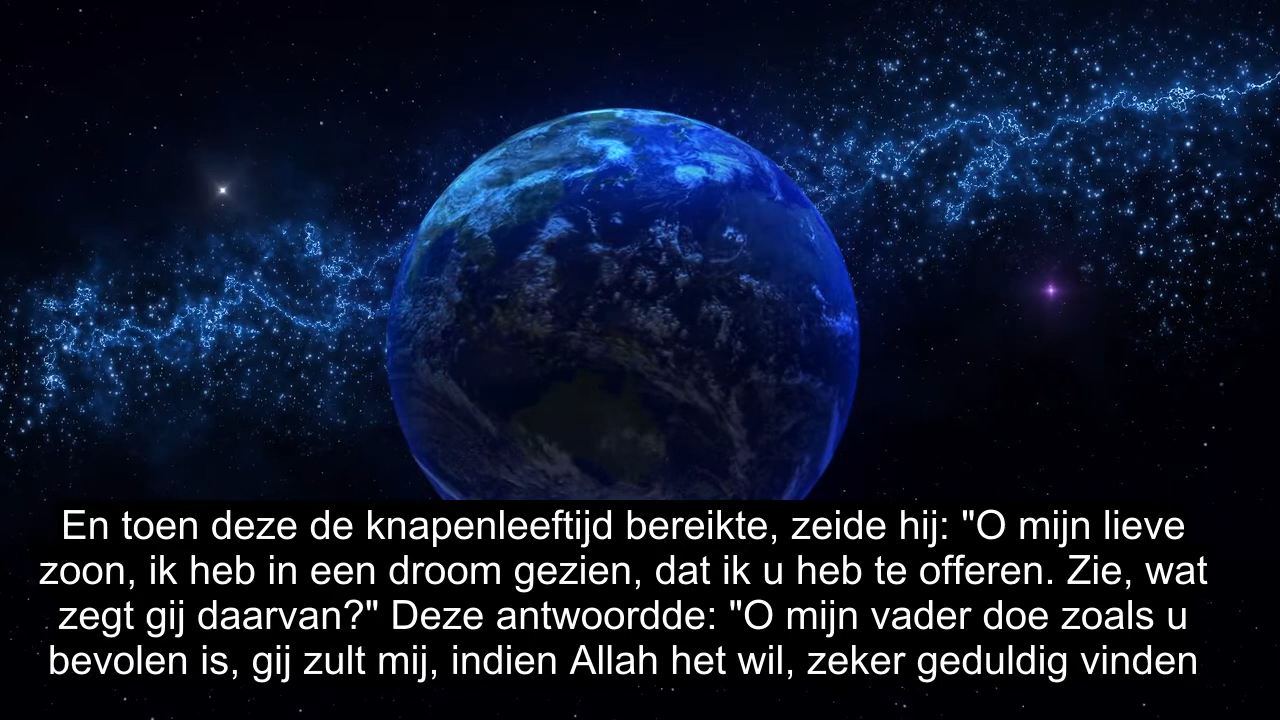 En toen deze de knapenleeftijd bereikte, zeide hij: "O mijn lieve
zoon, ik heb in een droom gezien, dat ik u heb te offeren. Zie, wat
zegt gij daarvan?" Deze antwoordde: "O mijn vader doe zoals u
bevolen is, gij zult mij, indien Allah het wil, zeker geduldig vinden